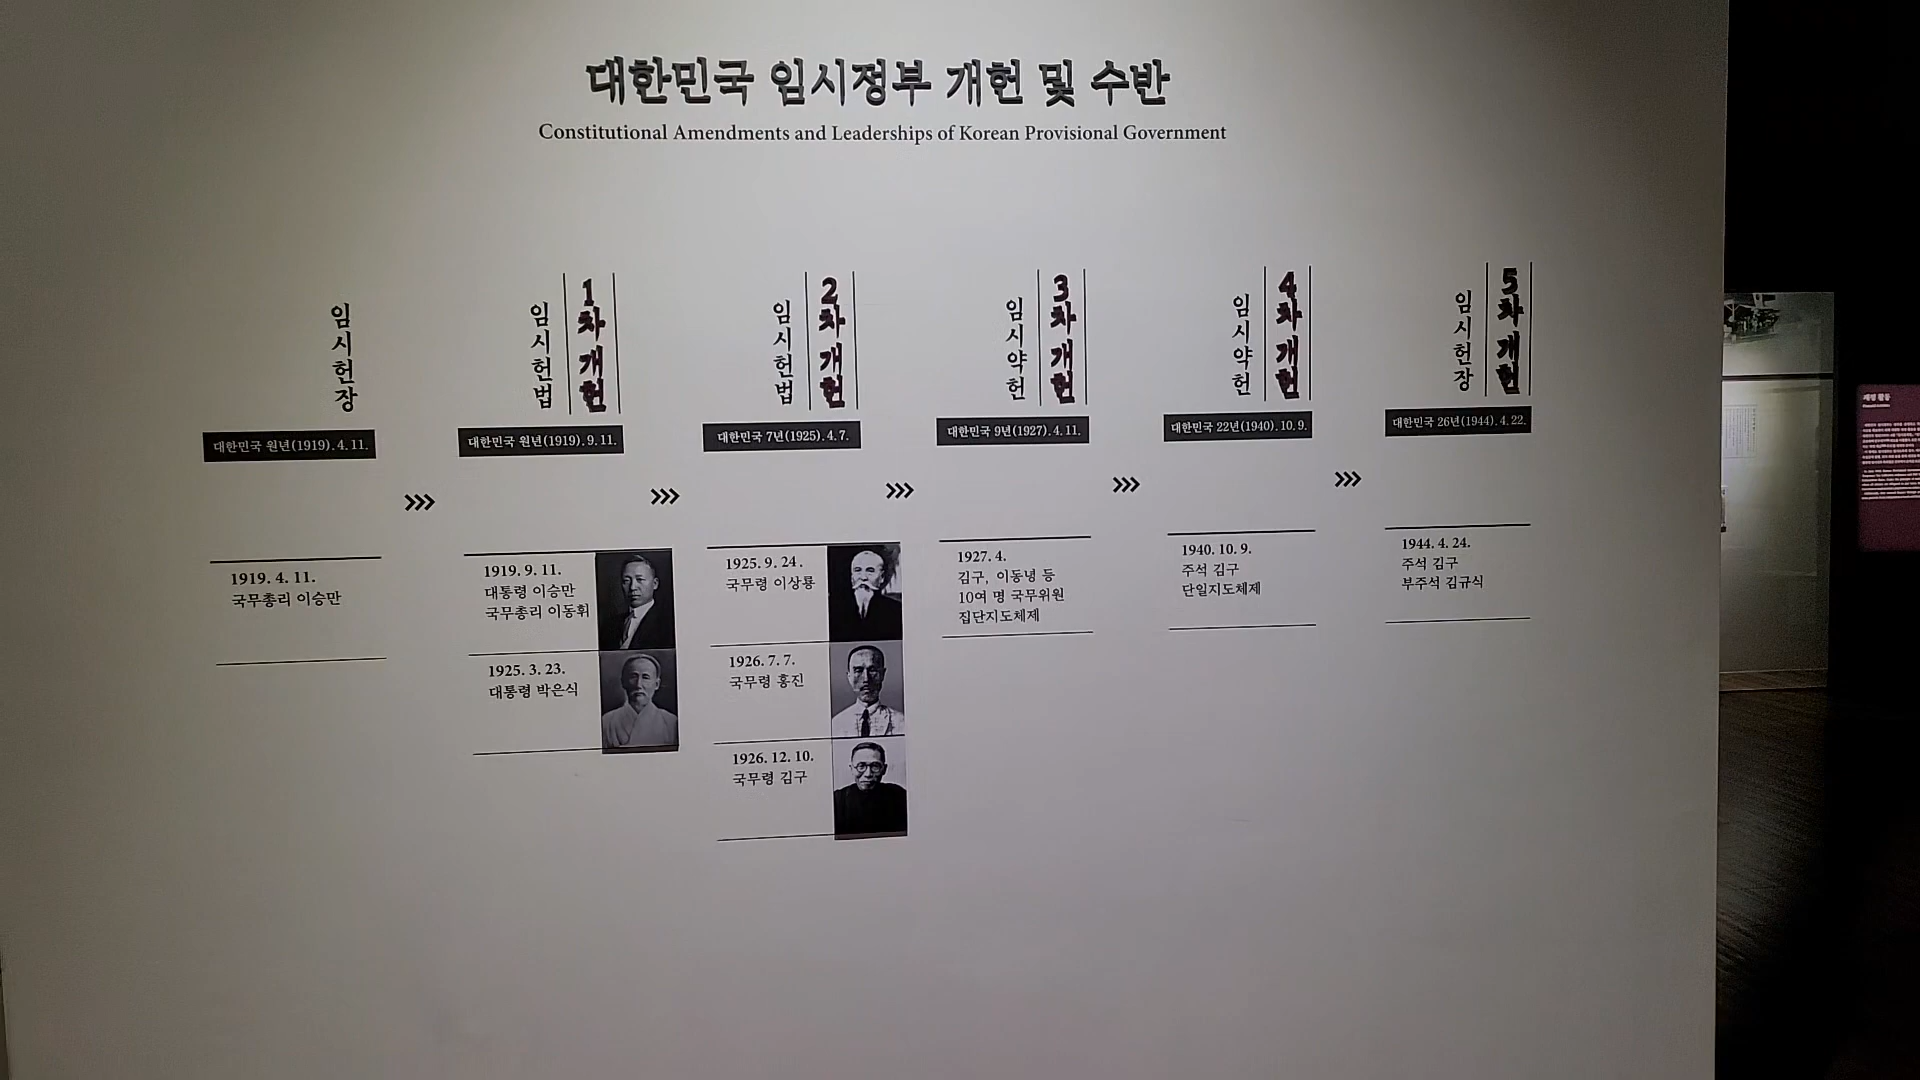 대한민국 임시정부 개헌 및 수반
Constitutional Amendments and Leaderships of Korean Provisional Government
임시헌장
대한민국 원년(1919). 4. 11.
1919. 4. 11.
국무총리 이승만
1차 개헌
임시헌법
대한민국 원년(1919). 9. 11.
1919. 9. 11.
대통령 이승만
국무총리 이동휘
1925. 3. 23.
대통령 박은식
2차 개헌
임시헌법
대한민국 7년(1925). 4. 7.
1925. 9. 24.
국무령 이상룡
1926. 7. 7.
국무령 홍진
1926. 12. 10.
국무령 김구
3차 개헌
임시약헌
대한민국 9년(1927). 4. 11.
1927. 4.
김구, 이동녕 등
10여 명 국무위원
집단지도체제
4차 개헌
임시약헌
대한민국 22년(1940). 10. 9.
1940. 10. 9.
주석 김구
단일지도체제
5차 개헌
임시헌장
대한민국 26년(1944). 4. 22.
1944. 4. 24.
주석 김구
부주석 김규식